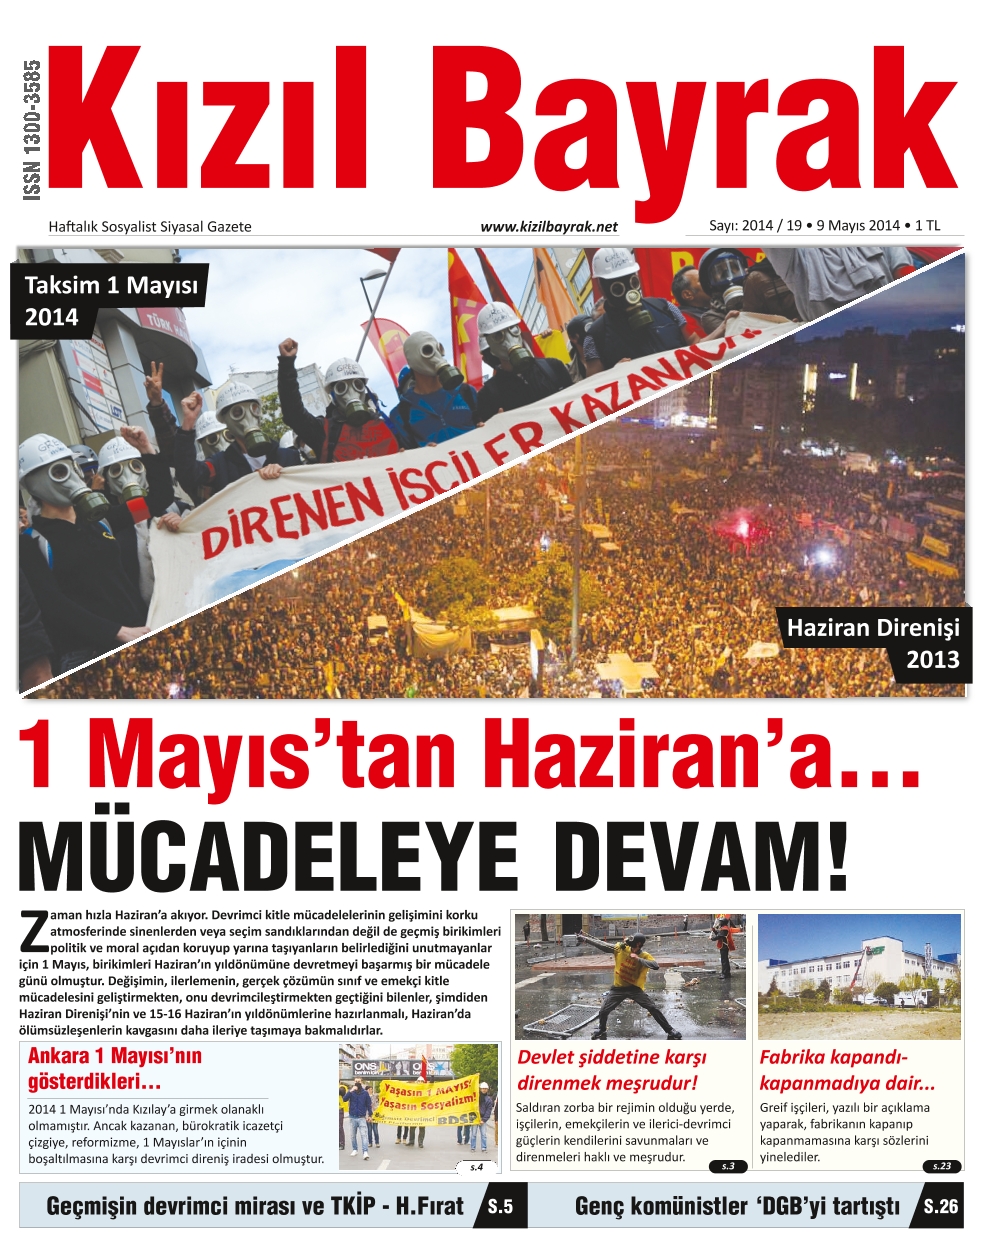 ISSN 1300-3585
Kızıl Bayrak
Haftalık Sosyalist Siyasal Gazete
www.kizilbayrak.net
Sayı: 2014 / 19 • 9 Mayıs 2014 • 1 TL
Taksim 1 Mayısı
2014
TÜRK
DİRENEN İŞÇİLER KAZANACAK
Haziran Direnişi
2013
1 Mayıs’tan Haziran’a...
MÜCADELEYE DEVAM!
Zaman hızla Haziran’a akıyor. Devrimci kitle mücadelelerinin gelişimini korku
atmosferinde sinenlerden veya seçim sandıklarından değil de geçmiş birikimleri
politik ve moral açıdan koruyup yarına taşıyanların belirlediğini unutmayanlar
için 1 Mayıs, birikimleri Haziran’ın yıldönümüne devretmeyi başarmış bir mücadele
günü olmuştur. Değişimin, ilerlemenin, gerçek çözümün sınıf ve emekçi kitle
mücadelesini geliştirmekten, onu devrimcileştirmekten geçtiğini bilenler, şimdiden
Haziran Direnişi’nin ve 15-16 Haziran’ın yıldönümlerine hazırlanmalı, Haziran’da
ölümsüzleşenlerin kavgasını daha ileriye taşımaya bakmalıdırlar.
Ankara 1 Mayısı’nın
gösterdikleri...
2014 1 Mayısı’nda Kızılay’a girmek olanaklı
olmamıştır. Ancak kazanan, bürokratik icazetçi
çizgiye, reformizme, 1 Mayıslar’ın içinin
boşaltılmasına karşı devrimci direniş iradesi olmuştur.
ONS
Yaşasın 1 MAYIS!
Yaşasın Sosyalizm!
BDSP
s.4
Devlet şiddetine karşı
direnmek meşrudur!
Saldıran zorba bir rejimin olduğu yerde,
işçilerin, emekçilerin ve ilerici-devrimci
güçlerin kendilerini savunmaları ve
direnmeleri haklı ve meşrudur.
s.3
Fabrika kapandı-
kapanmadıya dair...
Greif işçileri, yazılı bir açıklama
yaparak, fabrikanın kapanıp
kapanmamasına karşı sözlerini
yinelediler.
s.23
Geçmişin devrimci mirası ve TKİP - H.Fırat
S.5
Genç komünistler ‘DGB’yi tartıştı
S.26